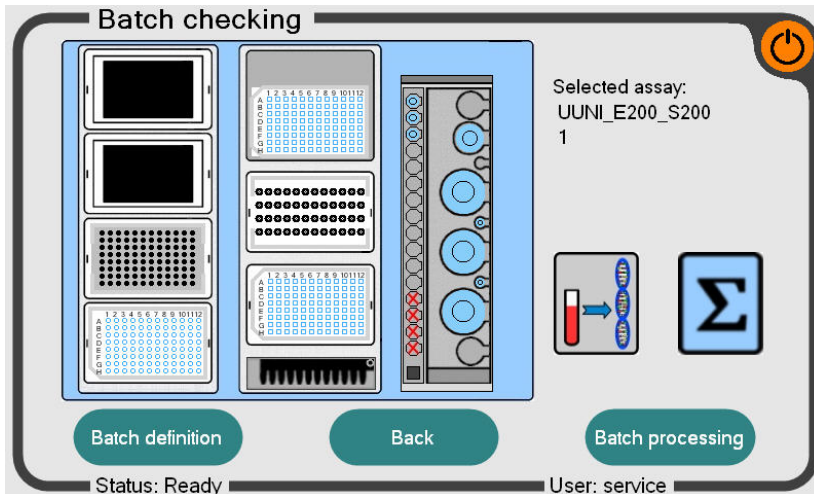 Batch checking
Selected assay:
UUNI_E200_S200
1
1 2 3 4 5 6 7 8 9 10 11 12
A
B
C
D
E
F
G
H
1 2 3 4 5 6 7 8 9 10 11 12
A
B
C
D
E
F
G
H
1 2 3 4 5 6 7 8 9 10 11 12
A
B
C
D
E
F
G
H
Σ
Batch definition
Back
Batch processing
Status: Ready
User: service